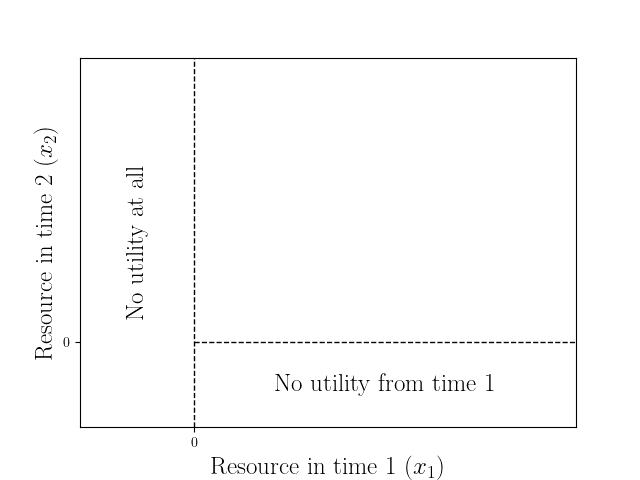 No utility at all
No utility from time 1
Resource in time 2 (x₂)
0
0
Resource in time 1 (x₁)